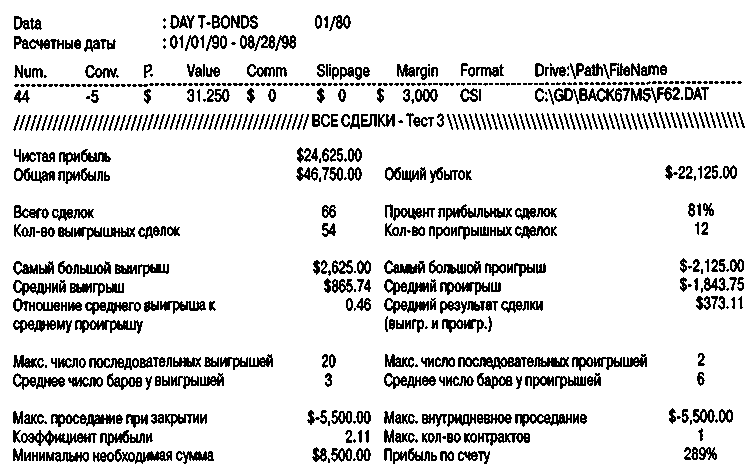 Data : DAY T-BONDS 01/80
Расчетные даты : 01/01/90 - 08/28/98
Num. Conv. P. Value Comm Slippage Margin Format Drive:\Path\FileName
44 -5 $ 31.250 $ 0 $ 0 $ 3,000 CSI C:\GD\BACK67MS\F62.DAT
//////////////////////////////////////////// ВСЕ СДЕЛКИ - Тест 3 \\\\\\\\\\\\\\\\\\\\\\\\\\\\\\\\\\\\\\\\\\\\
Чистая прибыль $24,625.00
Общая прибыль $46,750.00 Общий убыток $-22,125.00
Всего сделок 66 Процент прибыльных сделок 81%
Кол-во выигрышных сделок 54 Кол-во проигрышных сделок 12
Самый большой выигрыш $2,625.00 Самый большой проигрыш $-2,125.00
Средний выигрыш $865.74 Средний проигрыш $-1,843.75
Отношение среднего выигрыша к 0.46 Средний результат сделки $373.11
среднему проигрышу (выигр. и проигр.)
Макс. число последовательных выигрышей 20 Макс. число последовательных проигрышей 2
Среднее число баров у выигрышей 3 Среднее число баров у проигрышей 6
Макс. проседание при закрытии $-5,500.00 Макс. внутридневное проседание $-5,500.00
Коэффициент прибыли 2.11 Макс. кол-во контрактов 1
Минимально необходимая сумма $8,500.00 Прибыль по счету 289%